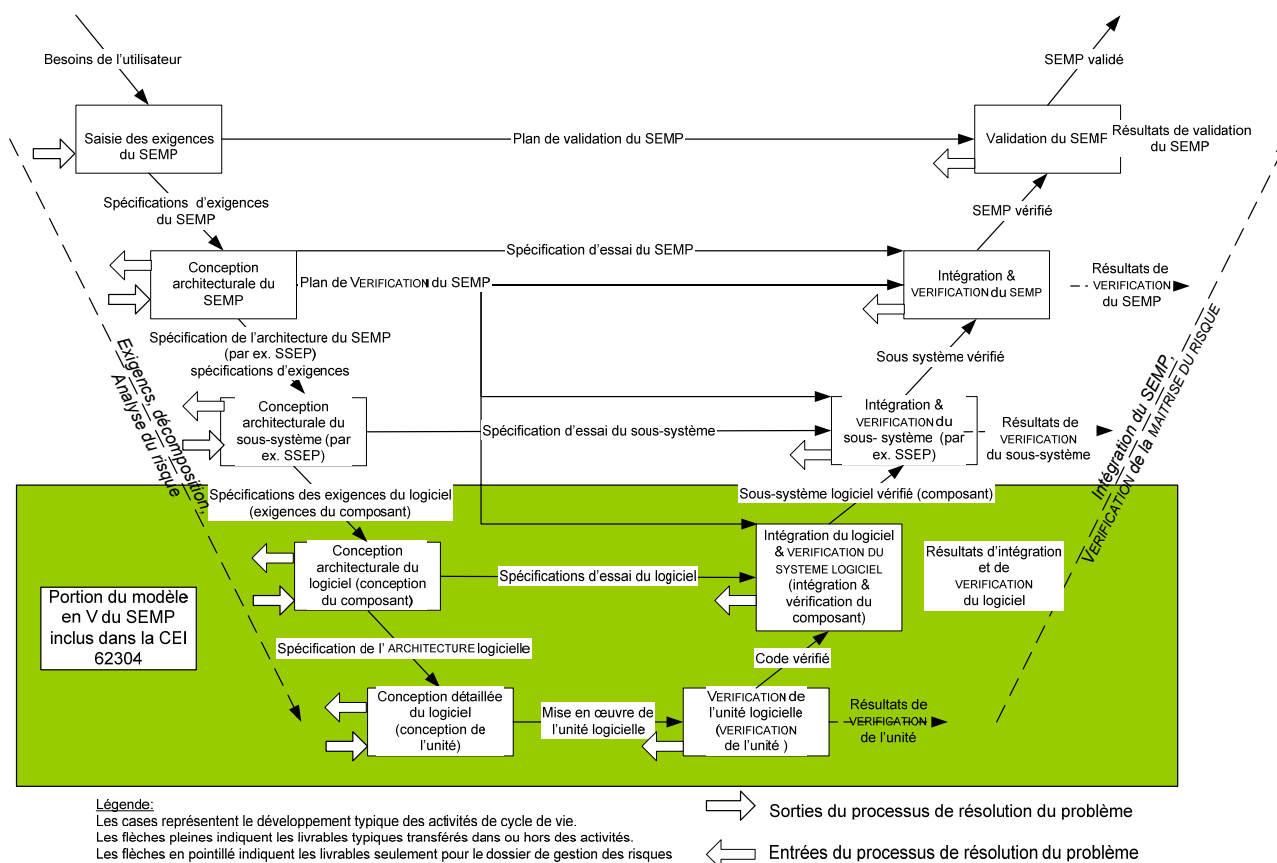 Besoins de l'utilisateur
SEMP validé
Saisie des exigences
du SEMP
Plan de validation du SEMP
Validation du SEMP
Résultats de validation
du SEMP
Spécifications d'exigences
du SEMP
SEMP vérifié
Spécification d'essai du SEMP
Conception
architecturale du
SEMP
Plan de VERIFICATION du SEMP
Intégration &
VERIFICATION du SEMP
Résultats de
VERIFICATION
du SEMP
Spécification de l'architecture du SEMP
(par ex. SSEP)
spécifications d'exigences
Sous système vérifié
Exigencs, décomposition,
Analyse du risque
Intégration du SEMP,
VERIFICATION de la MAITRISE DU RISQUE
Conception
architecturale du
sous-système (par
ex. SSEP)
Spécification d'essai du sous-système
Intégration &
VERIFICATION du
sous- système (par
ex. SSEP)
Résultats de
VERIFICATION
du sous-système
Spécifications des exigences du logiciel
(exigences du composant)
Sous-système logiciel vérifié (composant)
Conception
architecturale du
logiciel (conception
du composant)
Spécifications d'essai du logiciel
Intégration du logiciel
& VERIFICATION DU
SYSTEME LOGICIEL
(intégration &
vérification du
composant)
Résultats d'intégration
et de
VERIFICATION
du logiciel
Portion du modèle
en V du SEMP
inclus dans la CEI
62304
Spécification de l' ARCHITECTURE logicielle
Code vérifié
Conception détaillée
du logiciel
(conception de
l'unité)
Mise en œuvre de
l'unité logicielle
VERIFICATION de
l'unité logicielle
(VERIFICATION
de l'unité )
Résultats de
VERIFICATION
de l'unité
Légende:
Les cases représentent le développement typique des activités de cycle de vie.
Les flèches pleines indiquent les livrables typiques transférés dans ou hors des activités.
Les flèches en pointillé indiquent les livrables seulement pour le dossier de gestion des risques
Sorties du processus de résolution du problème
Entrées du processus de résolution du problème